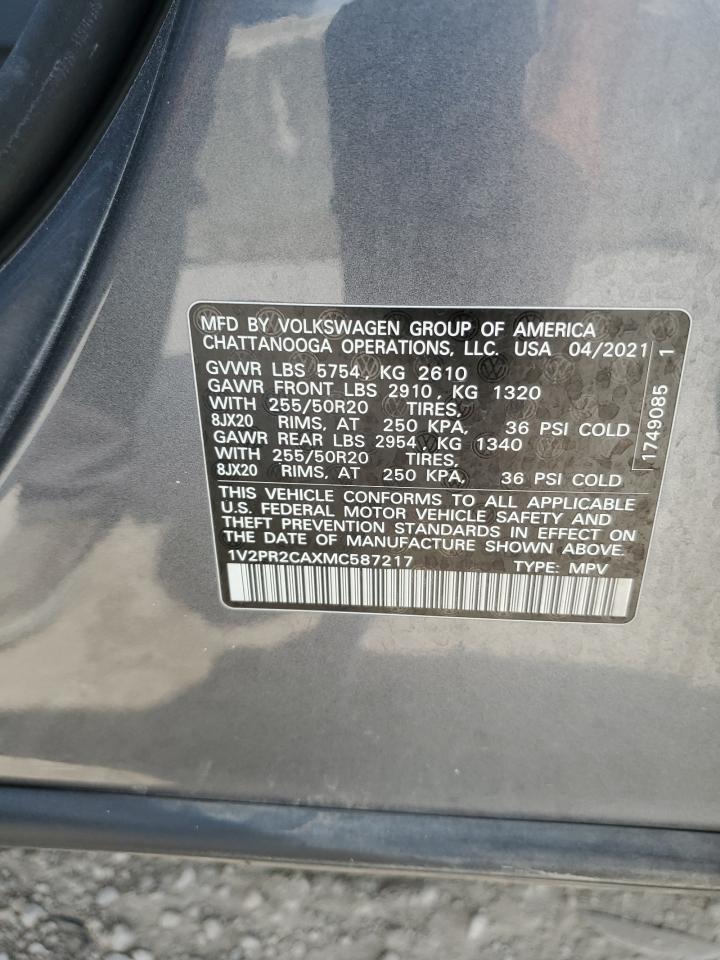 MFD BY VOLKSWAGEN GROUP OF AMERICA
CHATTANOOGA OPERATIONS, LLC. USA 04/2021
GVWR LBS 5754, KG 2610
GAWR FRONT LBS 2910, KG 1320
WITH 255/50R20 TIRES,
8JX20 RIMS, AT 250 KPA, 36 PSI COLD
GAWR REAR LBS 2954, KG 1340
WITH 255/50R20 TIRES,
8JX20 RIMS, AT 250 KPA, 36 PSI COLD
THIS VEHICLE CONFORMS TO ALL APPLICABLE
U.S. FEDERAL MOTOR VEHICLE SAFETY AND
THEFT PREVENTION STANDARDS IN EFFECT ON
THE DATE OF MANUFACTURE SHOWN ABOVE.
1V2PR2CAXMC587217 TYPE: MPV
1749085 1